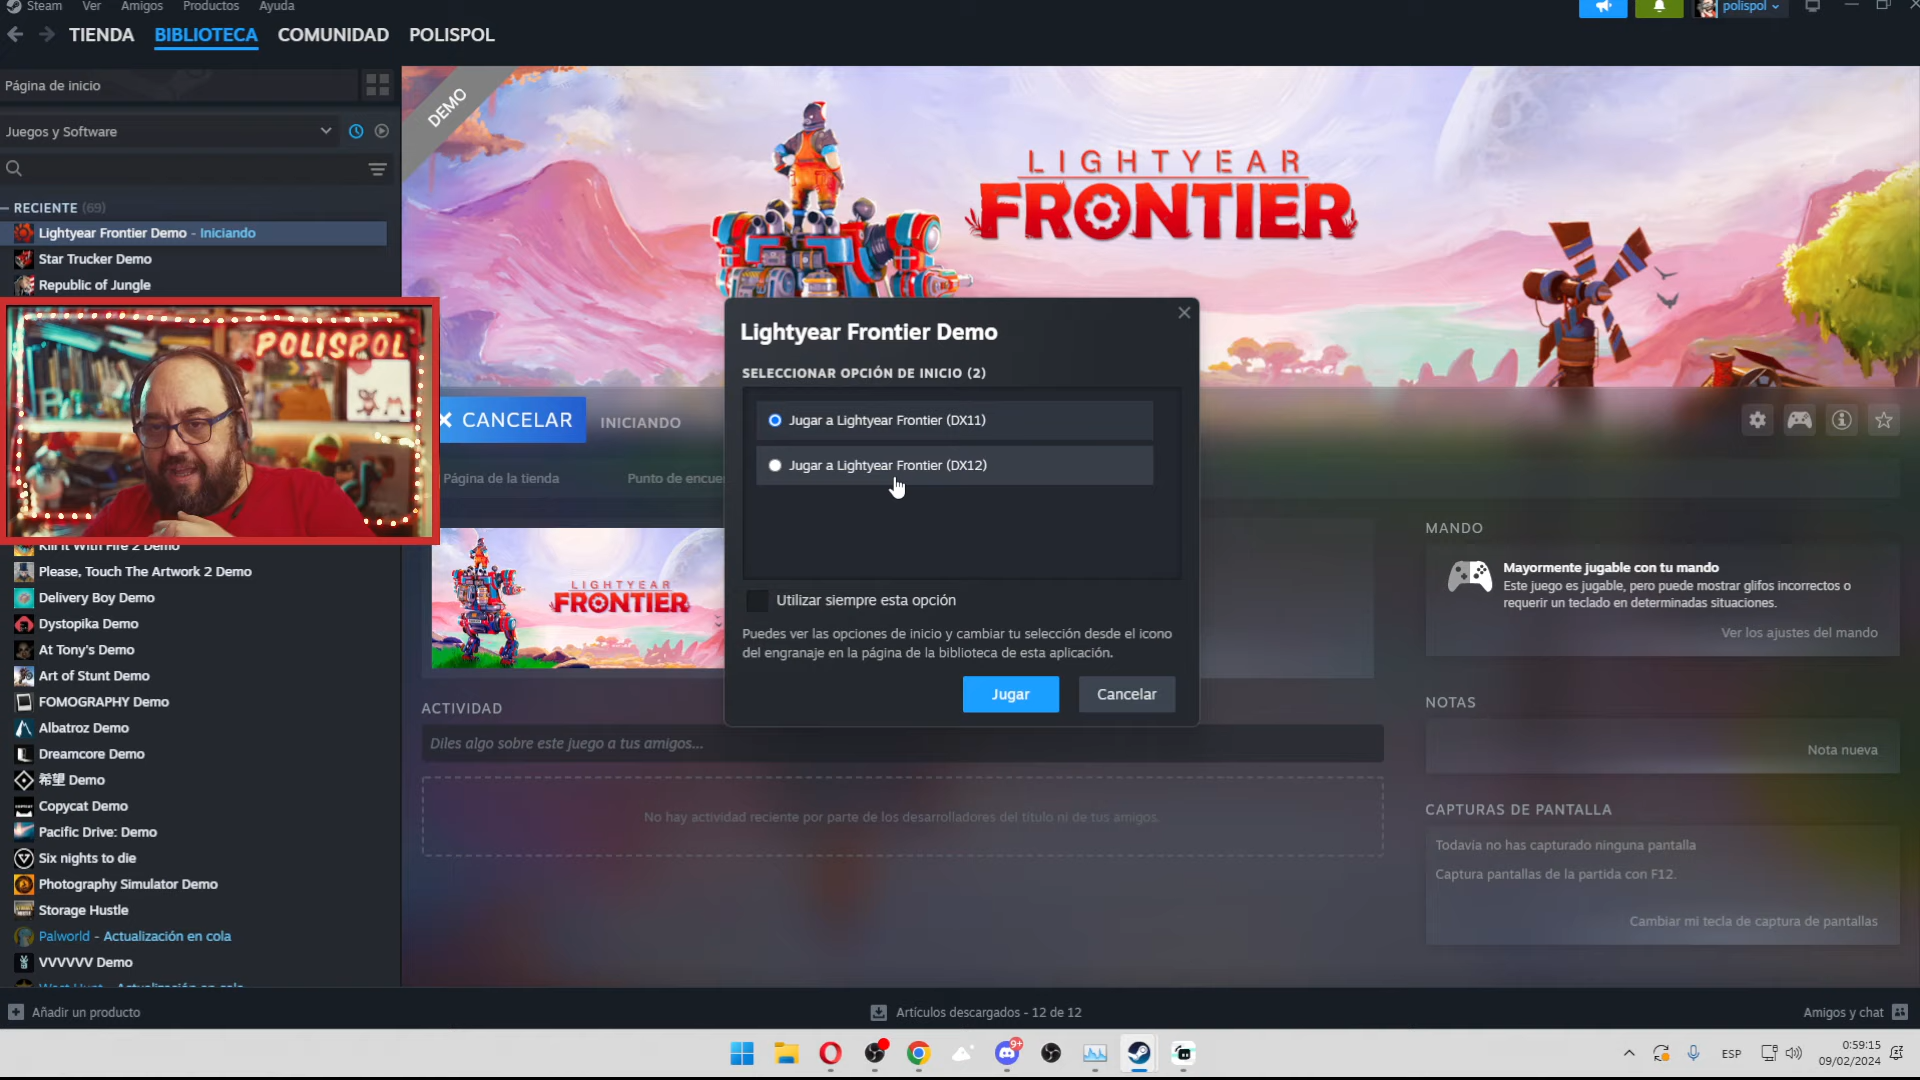 Steam Ver Amigos Productos Ayuda
polispol
TIENDA BIBLIOTECA COMUNIDAD POLISPOL
Página de inicio
DEMO
Juegos y Software
LIGHTYEAR
FRONTIER
RECIENTE (69)
Lightyear Frontier Demo - Iniciando
Star Trucker Demo
Republic of Jungle
POLISPOL
Kill It With Fire 2 Demo
Please, Touch The Artwork 2 Demo
Delivery Boy Demo
Dystopika Demo
At Tony's Demo
Art of Stunt Demo
FOMOGRAPHY Demo
Albatroz Demo
Dreamcore Demo
希望 Demo
Copycat Demo
Pacific Drive: Demo
Six nights to die
Photography Simulator Demo
Storage Hustle
Palworld - Actualización en cola
VVVVVV Demo
Añadir un producto
CANCELAR
INICIANDO
Página de la tienda
Punto de encue
LIGHTYEAR
FRONTIER
Lightyear Frontier Demo
SELECCIONAR OPCIÓN DE INICIO (2)
Jugar a Lightyear Frontier (DX11)
Jugar a Lightyear Frontier (DX12)
Utilizar siempre esta opción
Puedes ver las opciones de inicio y cambiar tu selección desde el icono
del engranaje en la página de la biblioteca de esta aplicación.
Jugar Cancelar
ACTIVIDAD
Diles algo sobre este juego a tus amigos...
No hay actividad reciente por parte de los desarrolladores del título ni de tus amigos.
MANDO
Mayormente jugable con tu mando
Este juego es jugable, pero puede mostrar glifos incorrectos o
requerir un teclado en determinadas situaciones.
Ver los ajustes del mando
NOTAS
Nota nueva
CAPTURAS DE PANTALLA
Todavía no has capturado ninguna pantalla
Captura pantallas de la partida con F12.
Cambiar mi tecla de captura de pantallas
Artículos descargados - 12 de 12
Amigos y chat
9+
ESP
0:59:15
09/02/2024